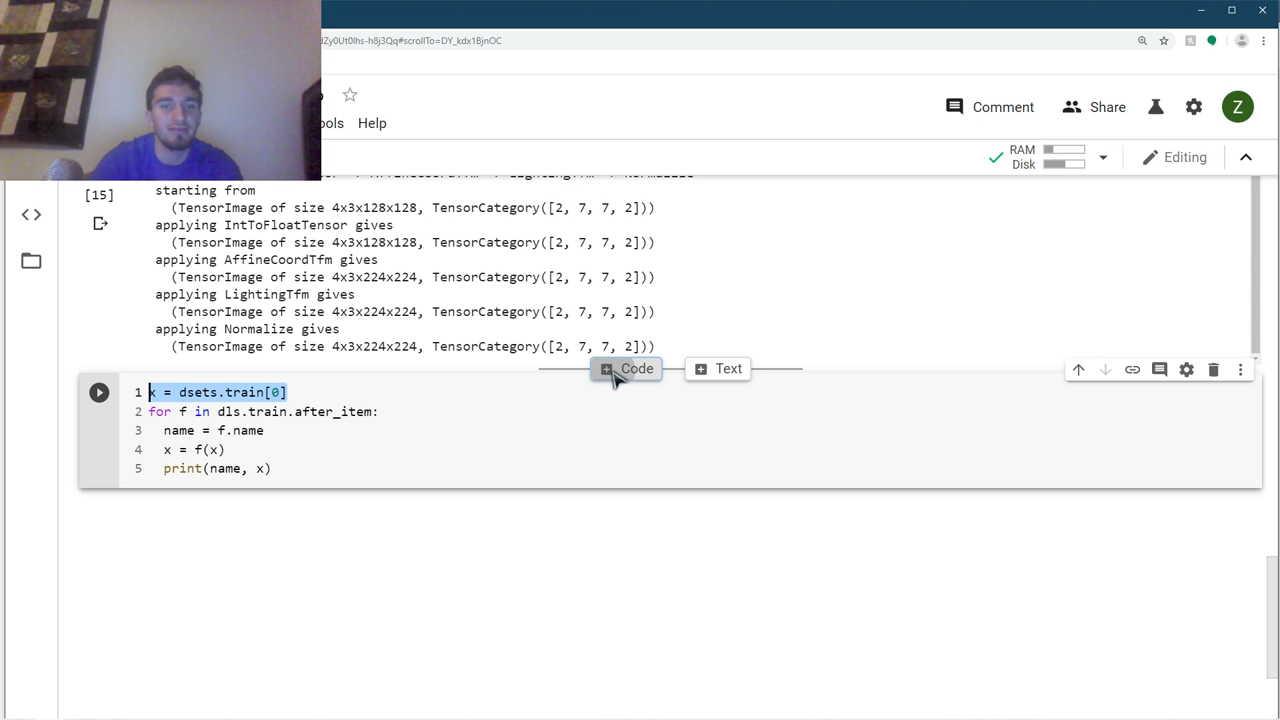 dZy0Ut0lhs-h8j3Qq#scrollTo=DY_kdx1BjnOC
ools Help
Comment Share Z
RAM
Disk
Editing
[15]
starting from
(TensorImage of size 4x3x128x128, TensorCategory([2, 7, 7, 2]))
applying IntToFloatTensor gives
(TensorImage of size 4x3x128x128, TensorCategory([2, 7, 7, 2]))
applying AffineCoordTfm gives
(TensorImage of size 4x3x224x224, TensorCategory([2, 7, 7, 2]))
applying LightingTfm gives
(TensorImage of size 4x3x224x224, TensorCategory([2, 7, 7, 2]))
applying Normalize gives
(TensorImage of size 4x3x224x224, TensorCategory([2, 7, 7, 2]))
Code Text
1 x = dsets.train[0]
2 for f in dls.train.after_item:
3 name = f.name
4 x = f(x)
5 print(name, x)